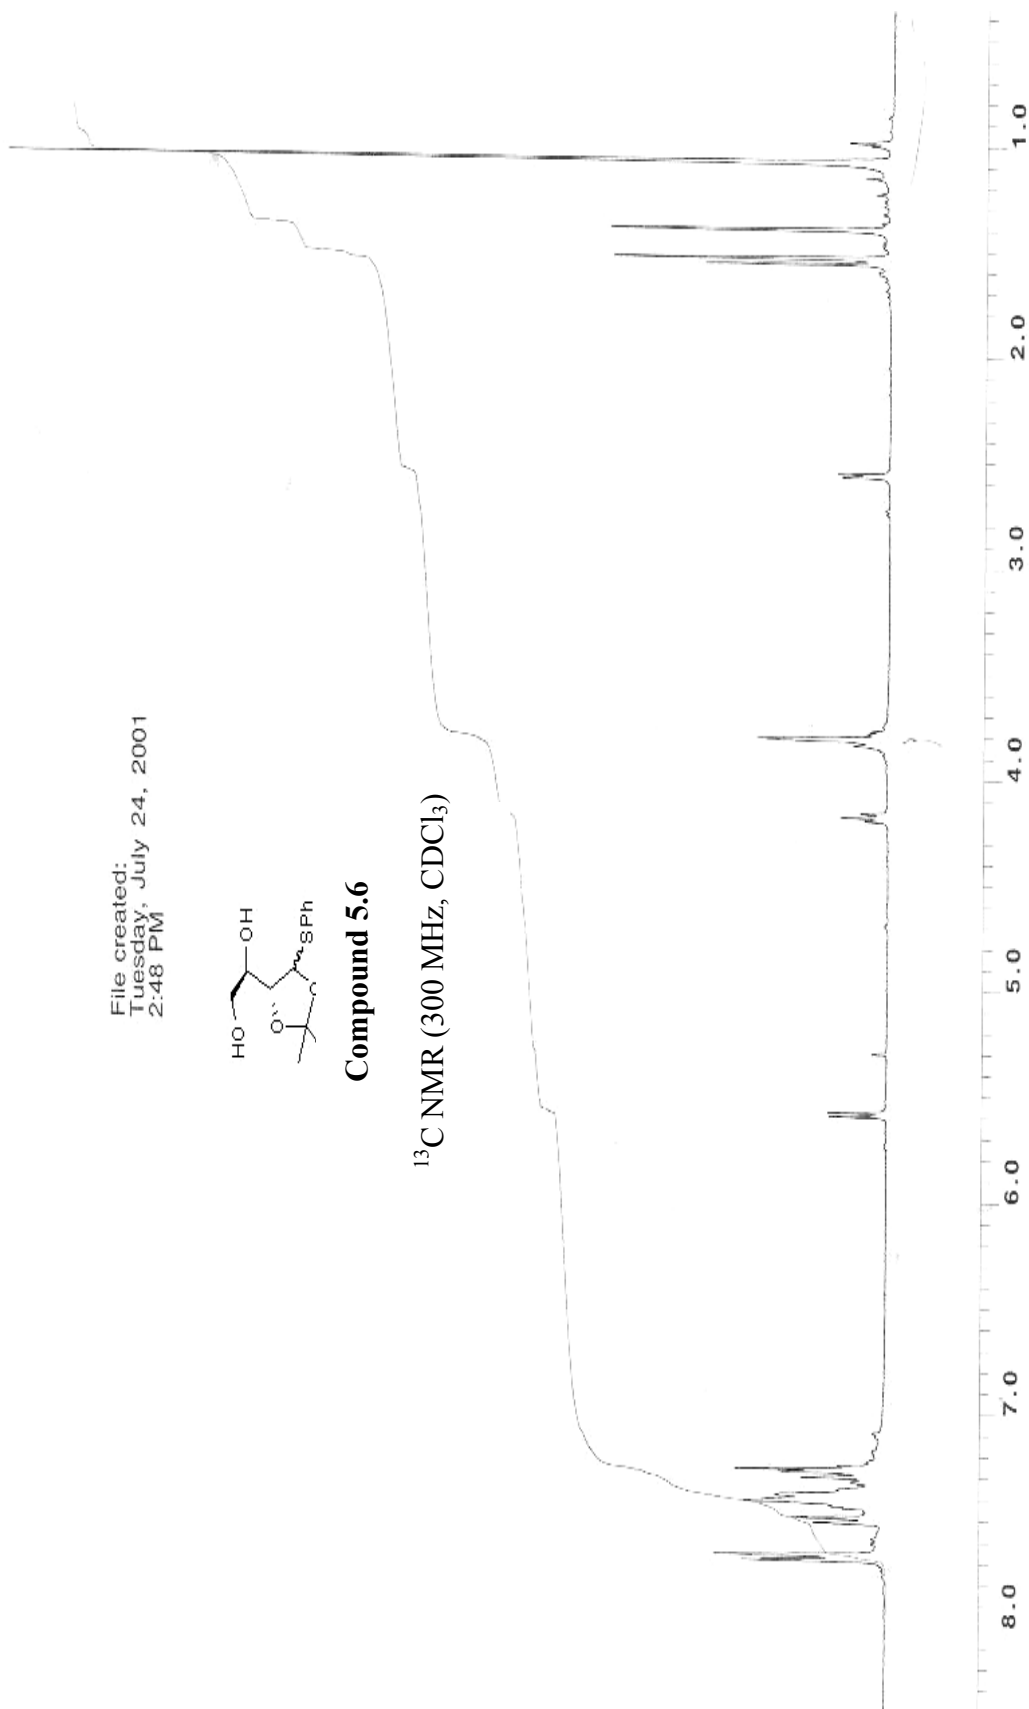 File created:
Tuesday, July 24, 2001
2:48 PM
HO
OH
O
SPh
O
Compound 5.6
¹³C NMR (300 MHz, CDCl₃)
8.0 7.0 6.0 5.0 4.0 3.0 2.0 1.0